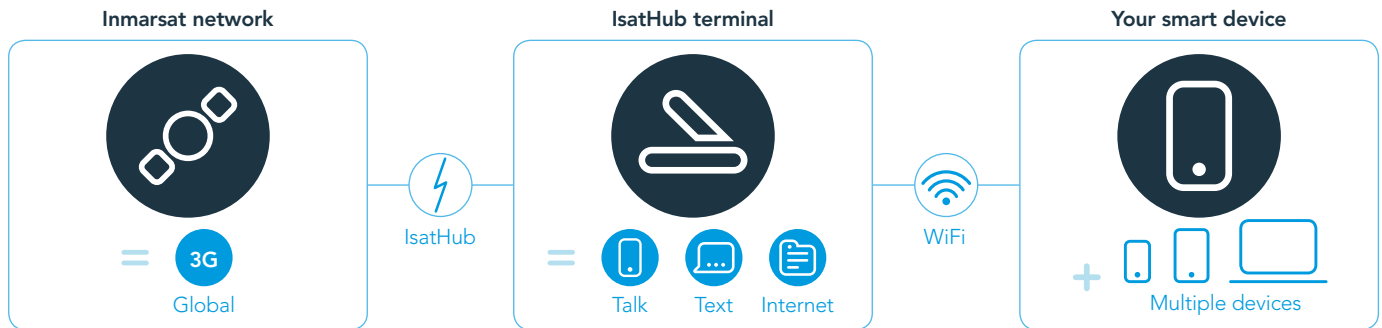 Inmarsat network
IsatHub terminal
Your smart device
IsatHub
WiFi
3G
Global
Talk
Text
Internet
Multiple devices